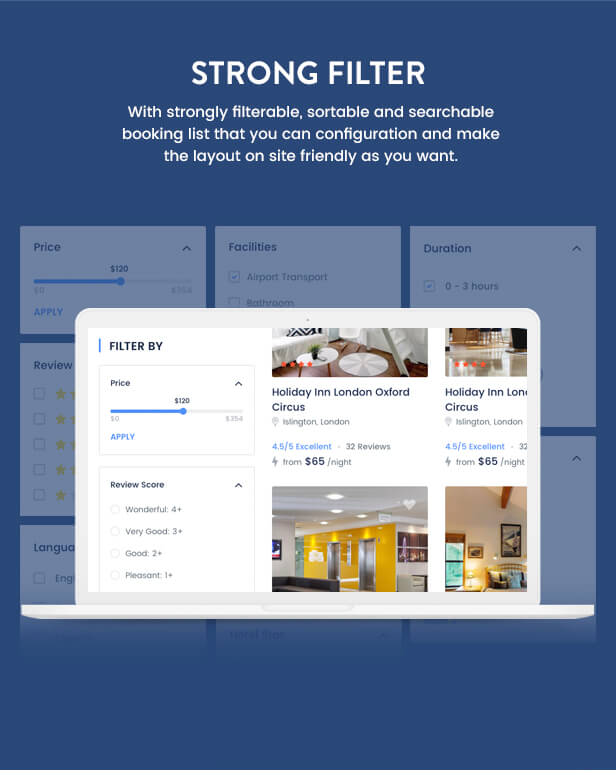 STRONG FILTER
With strongly filterable, sortable and searchable
booking list that you can configuration and make
the layout on site friendly as you want.
Price
$120
$0 $354
APPLY
Facilities
Airport Transport
Bathroom
Duration
0 - 3 hours
Review
Langua
Engl
FILTER BY
Price
$120
$0 $354
APPLY
Review Score
Wonderful: 4+
Very Good: 3+
Good: 2+
Pleasant: 1+
Holiday Inn London Oxford
Circus
Islington, London
4.5/5 Excellent - 32 Reviews
from $65 /night
Holiday Inn Lon
Circus
Islington, London
4.5/5 Excellent - 32
from $65 /night
Hotel Star